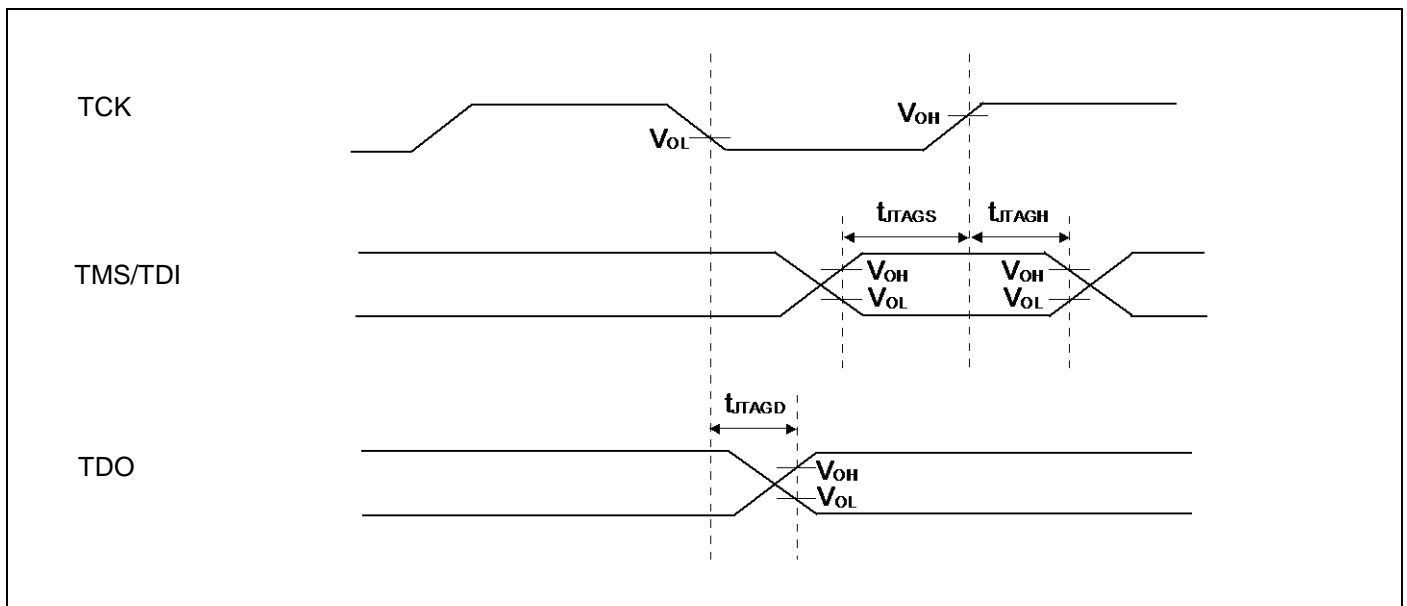 TCK
VOL
VOH
tJTAGS
tJTAGH
TMS/TDI
VOH
VOH
VOL
VOL
tJTAGD
TDO
VOH
VOL